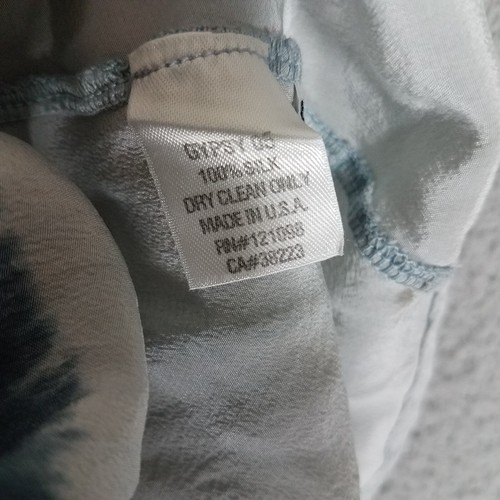 GYPSY 05
100% SILK
DRY CLEAN ONLY
MADE IN U.S.A.
RN#121098
CA#38223